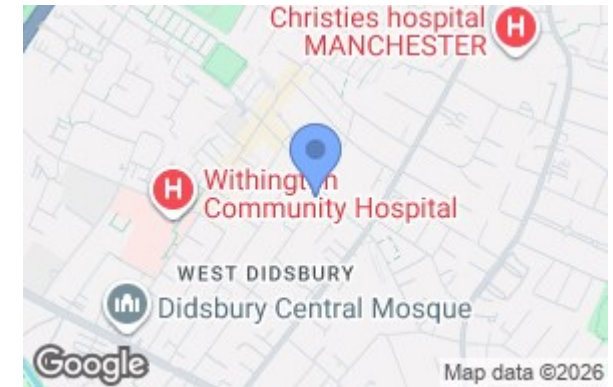 Christies hospital
MANCHESTER
H
H
Withington
Community Hospital
WEST DIDSBURY
Didsbury Central Mosque
Google
Map data ©2026